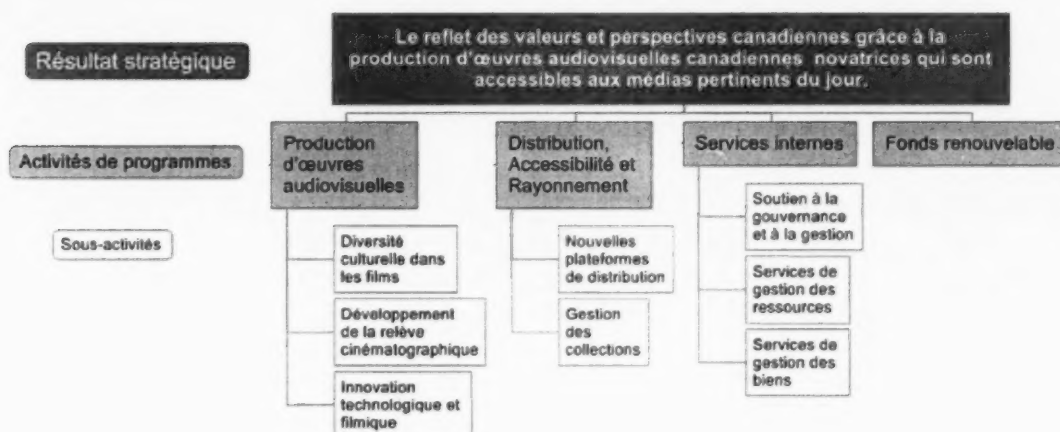 Résultat stratégique
Le reflet des valeurs et perspectives canadiennes grâce à la
production d'œuvres audiovisuelles canadiennes novatrices qui sont
accessibles aux médias pertinents du jour.
Activités de programmes
Production
d'œuvres
audiovisuelles
Distribution,
Accessibilité et
Rayonnement
Services internes
Fonds renouvelable
Sous-activités
Diversité
culturelle dans
les films
Développement
de la relève
cinématographique
Innovation
technologique et
filmique
Nouvelles
plateformes
de distribution
Gestion
des
collections
Soutien à la
gouvernance
et à la gestion
Services de
gestion des
ressources
Services de
gestion des
biens